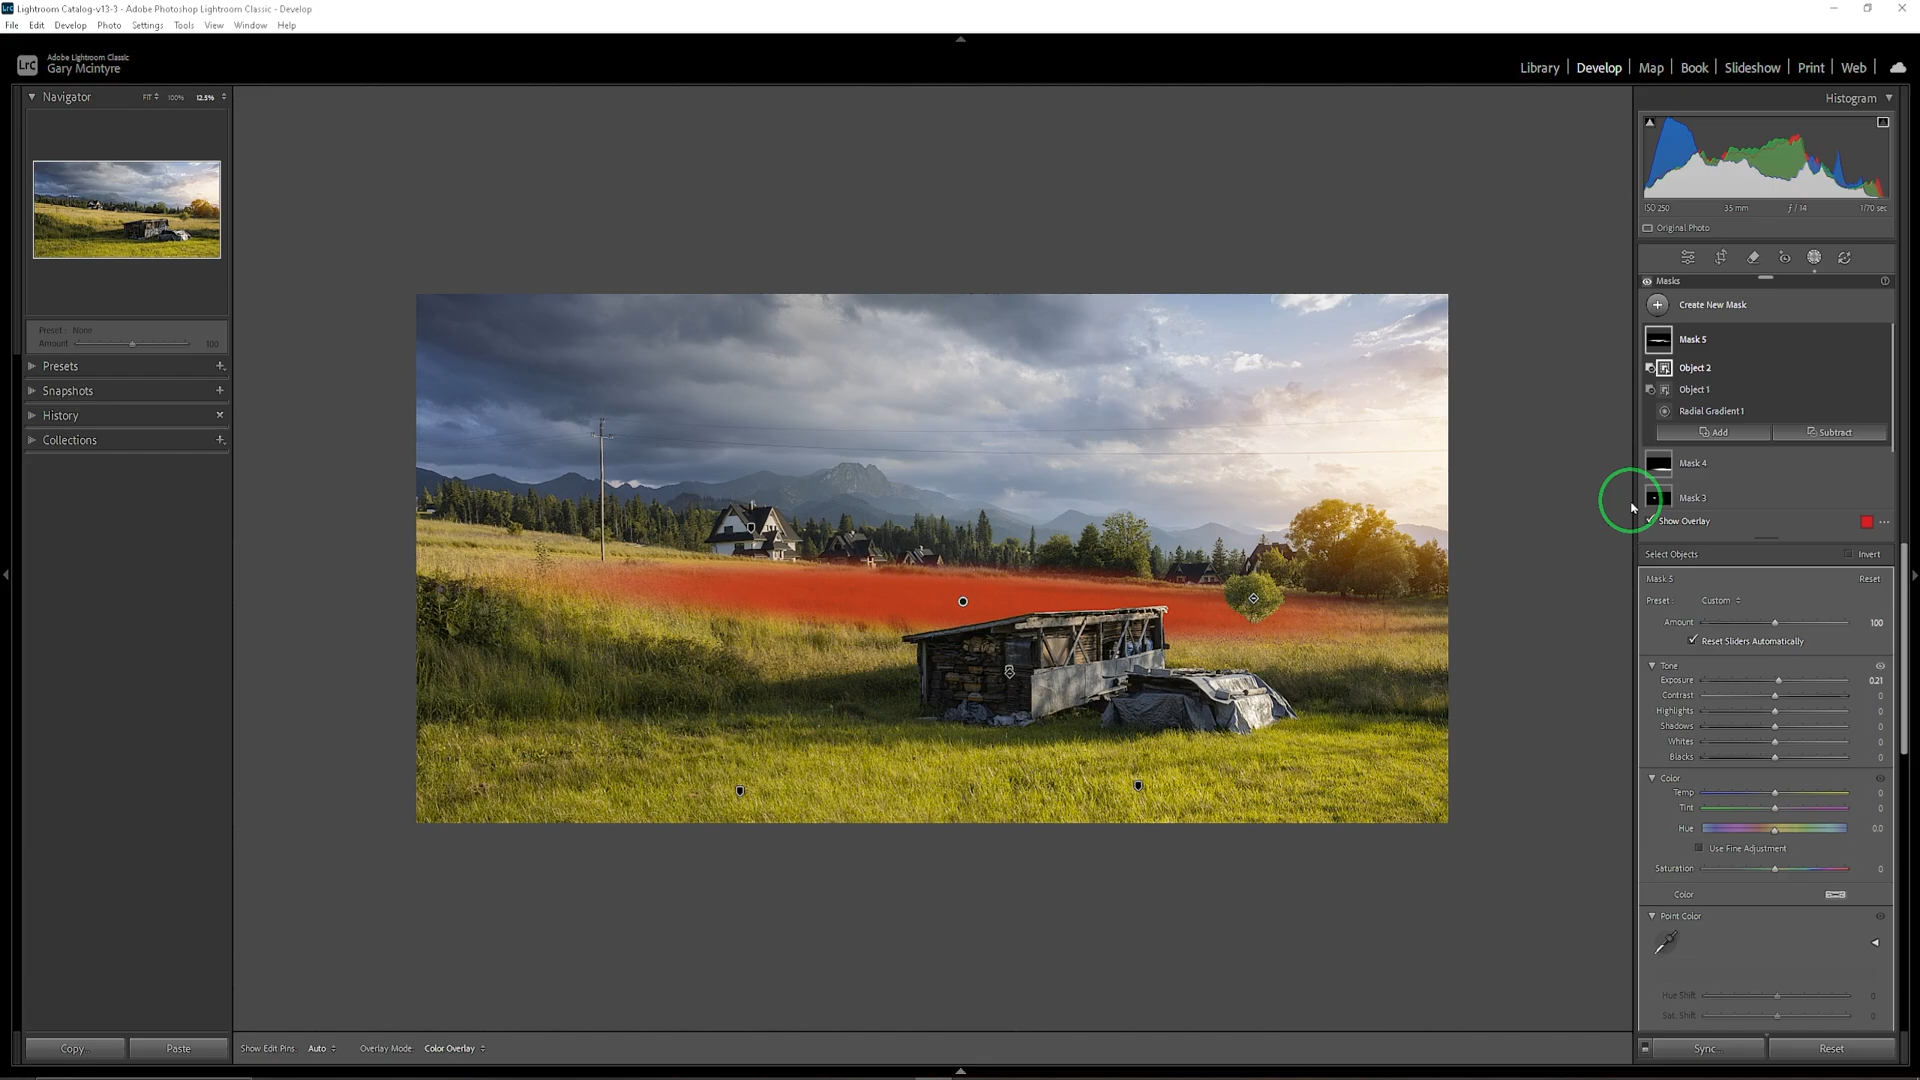 Lightroom Catalog-v13-3 - Adobe Photoshop Lightroom Classic - Develop
File Edit Develop Photo Settings Tools View Window Help
LrC
Adobe Lightroom Classic
Gary Mcintyre
Library | Develop | Map | Book | Slideshow | Print | Web |
Navigator FIT 100% 12.5%
Preset : None
Amount 100
Presets
Snapshots
History
Collections
Copy... Paste
Show Edit Pins: Auto Overlay Mode: Color Overlay
Histogram
ISO 250 35 mm ƒ / 14 1/70 sec
Original Photo
Masks
Create New Mask
Mask 5
Object 2
Object 1
Radial Gradient 1
Add Subtract
Mask 4
Mask 3
Show Overlay
Select Objects Invert
Mask 5 Reset
Preset : Custom
Amount 100
Reset Sliders Automatically
Tone
Exposure 0.21
Contrast 0
Highlights 0
Shadows 0
Whites 0
Blacks 0
Color
Temp 0
Tint 0
Hue 0.0
Use Fine Adjustment
Saturation 0
Color
Point Color
Hue Shift 0
Sat. Shift 0
Sync... Reset